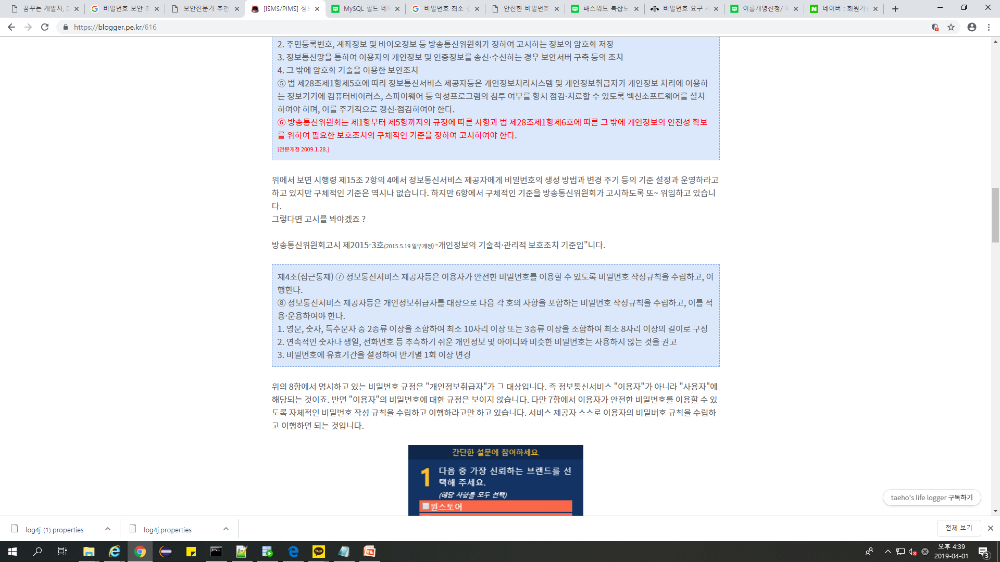 꿈꾸는 개발자,
비밀번호 보안
보안전문가 추천
[ISMS/PIMS] 정보
MySQL 필드 데이
비밀번호 최소 길
안전한 비밀번호
패스워드 복잡도
비밀번호 요구
이름개명신청/
네이버 : 회원가입
https://blogger.pe.kr/616
2. 주민등록번호, 계좌정보 및 바이오정보 등 방송통신위원회가 정하여 고시하는 정보의 암호화 저장
3. 정보통신망을 통하여 이용자의 개인정보 및 인증정보를 송신·수신하는 경우 보안서버 구축 등의 조치
4. 그 밖에 암호화 기술을 이용한 보안조치
⑤ 법 제28조제1항제5호에 따라 정보통신서비스 제공자등은 개인정보처리시스템 및 개인정보취급자가 개인정보 처리에 이용하
는 정보기기에 컴퓨터바이러스, 스파이웨어 등 악성프로그램의 침투 여부를 항시 점검·치료할 수 있도록 백신소프트웨어를 설치
하여야 하며, 이를 주기적으로 갱신·점검하여야 한다.
⑥ 방송통신위원회는 제1항부터 제5항까지의 규정에 따른 사항과 법 제28조제1항제6호에 따른 그 밖에 개인정보의 안전성 확보
를 위하여 필요한 보호조치의 구체적인 기준을 정하여 고시하여야 한다.
[전문개정 2009.1.28.]
위에서 보면 시행령 제15조 2항의 4에서 정보통신서비스 제공자에게 비밀번호의 생성 방법과 변경 주기 등의 기준 설정과 운영하라고
하고 있지만 구체적인 기준은 역시나 없습니다. 하지만 6항에서 구체적인 기준을 방송통신위원회가 고시하도록 또~ 위임하고 있습니
다.
그렇다면 고시를 봐야겠죠 ?
방송통신위원회고시 제2015-3호(2015.5.19 일부개정) "개인정보의 기술적·관리적 보호조치 기준입"니다.
제4조(접근통제) ⑦ 정보통신서비스 제공자등은 이용자가 안전한 비밀번호를 이용할 수 있도록 비밀번호 작성규칙을 수립하고, 이
행한다.
⑧ 정보통신서비스 제공자등은 개인정보취급자를 대상으로 다음 각 호의 사항을 포함하는 비밀번호 작성규칙을 수립하고, 이를 적
용·운용하여야 한다.
1. 영문, 숫자, 특수문자 중 2종류 이상을 조합하여 최소 10자리 이상 또는 3종류 이상을 조합하여 최소 8자리 이상의 길이로 구성
2. 연속적인 숫자나 생일, 전화번호 등 추측하기 쉬운 개인정보 및 아이디와 비슷한 비밀번호는 사용하지 않는 것을 권고
3. 비밀번호에 유효기간을 설정하여 반기별 1회 이상 변경
위의 8항에서 명시하고 있는 비밀번호 규정은 "개인정보취급자"가 그 대상입니다. 즉 정보통신서비스 "이용자"가 아니라 "사용자"에
해당되는 것이죠. 반면 "이용자"의 비밀번호에 대한 규정은 보이지 않습니다. 다만 7항에서 이용자가 안전한 비밀번호를 이용할 수 있
도록 자체적인 비밀번호 작성 규칙을 수립하고 이행하라고만 하고 있습니다. 서비스 제공자 스스로 이용자의 비밀버호 규칙을 수립하
고 이행하면 되는 것입니다.
간단한 설문에 참여하세요.
1 다음 중 가장 신뢰하는 브랜드를 선
택해 주세요.
(해당 사항을 모두 선택)
원스토어
taeho's life logger 구독하기
log4j (1).properties
log4j.properties
전체 보기
TALK
오후 4:39
2019-04-01
3